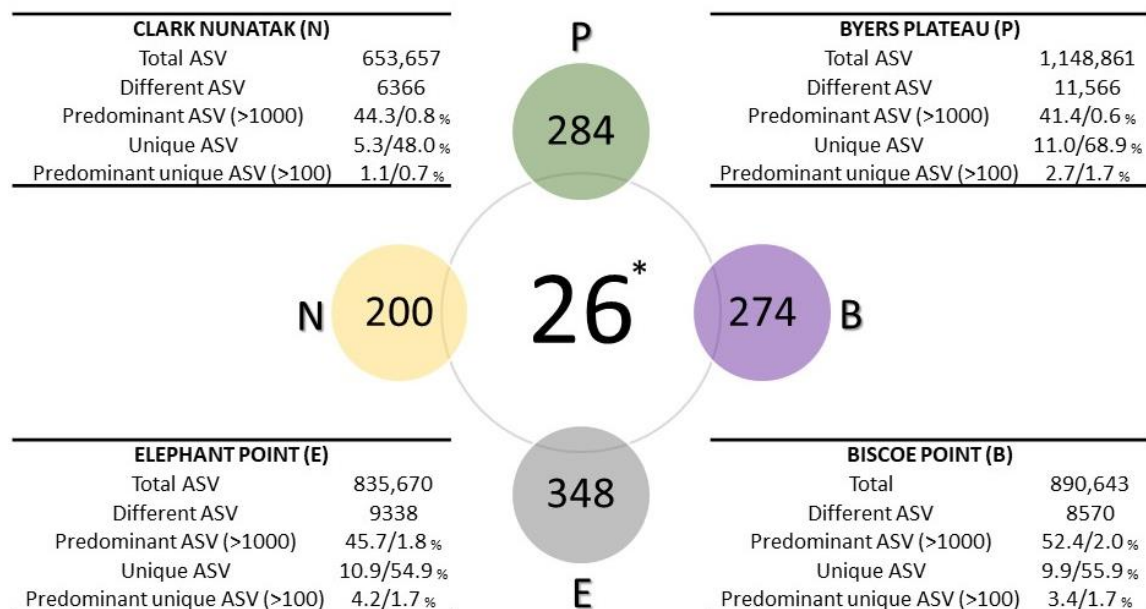 CLARK NUNATAK (N)
Total ASV 653,657
Different ASV 6366
Predominant ASV (>1000) 44.3/0.8 %
Unique ASV 5.3/48.0 %
Predominant unique ASV (>100) 1.1/0.7 %
P
284
BYERS PLATEAU (P)
Total ASV 1,148,861
Different ASV 11,566
Predominant ASV (>1000) 41.4/0.6 %
Unique ASV 11.0/68.9 %
Predominant unique ASV (>100) 2.7/1.7 %
N 200 26* 274 B
ELEPHANT POINT (E)
Total ASV 835,670
Different ASV 9338
Predominant ASV (>1000) 45.7/1.8 %
Unique ASV 10.9/54.9 %
Predominant unique ASV (>100) 4.2/1.7 %
348
E
BISCOE POINT (B)
Total 890,643
Different ASV 8570
Predominant ASV (>1000) 52.4/2.0 %
Unique ASV 9.9/55.9 %
Predominant unique ASV (>100) 3.4/1.7 %